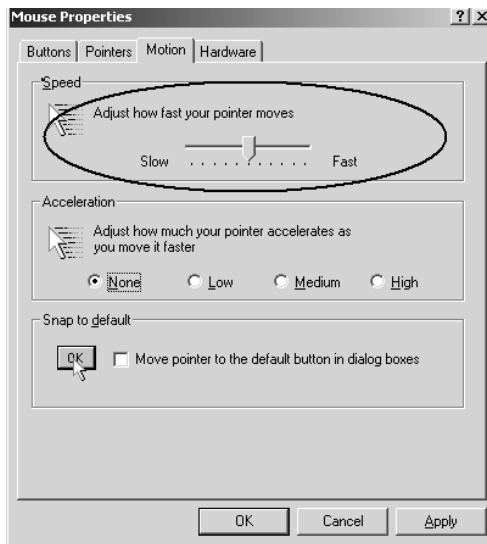 Mouse Properties
? x
Buttons Pointers Motion Hardware
Speed
Adjust how fast your pointer moves
Slow Fast
Acceleration
Adjust how much your pointer accelerates as
you move it faster
None Low Medium High
Snap to default
OK Move pointer to the default button in dialog boxes
OK Cancel Apply